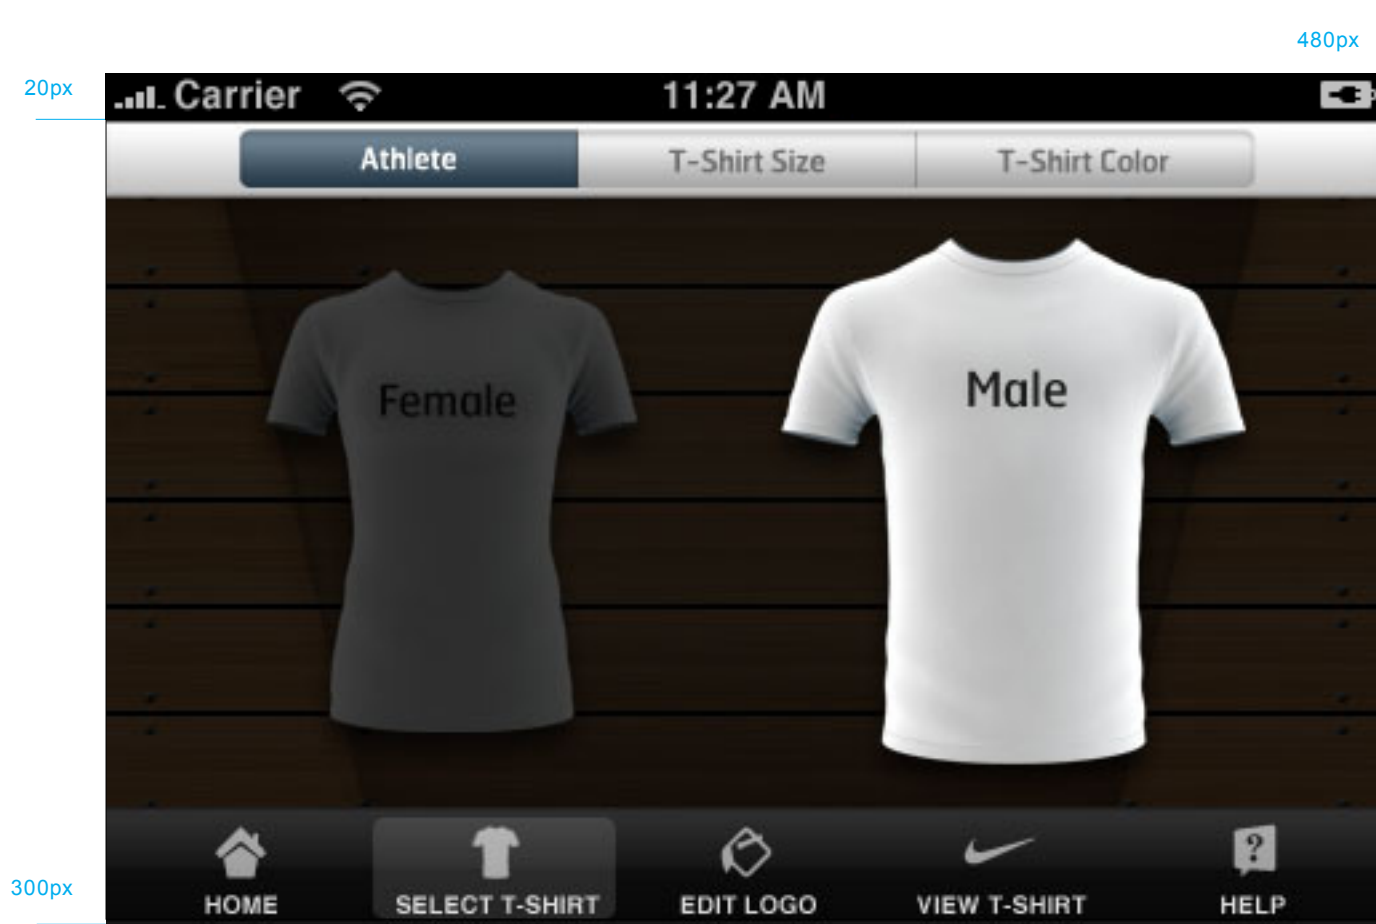 480px
20px
Carrier 11:27 AM
Athlete T-Shirt Size T-Shirt Color
Female
Male
300px
HOME SELECT T-SHIRT EDIT LOGO VIEW T-SHIRT HELP